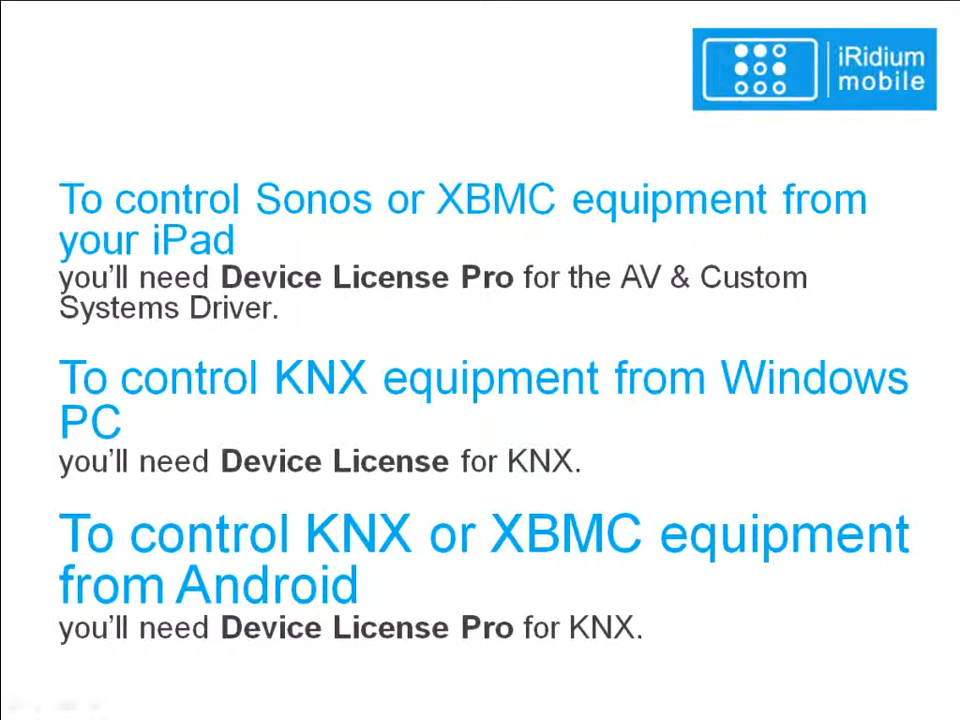 iRidium
mobile
To control Sonos or XBMC equipment from
your iPad
you'll need Device License Pro for the AV & Custom
Systems Driver.
To control KNX equipment from Windows
PC
you'll need Device License for KNX.
To control KNX or XBMC equipment
from Android
you'll need Device License Pro for KNX.